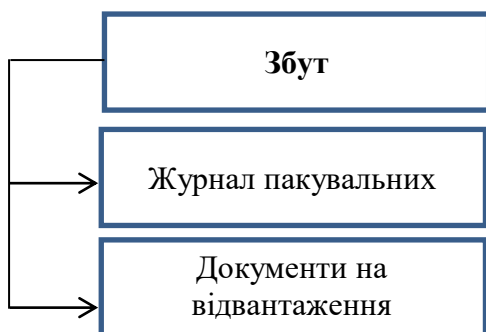 Збут
Журнал пакувальних
Документи на
відвантаження